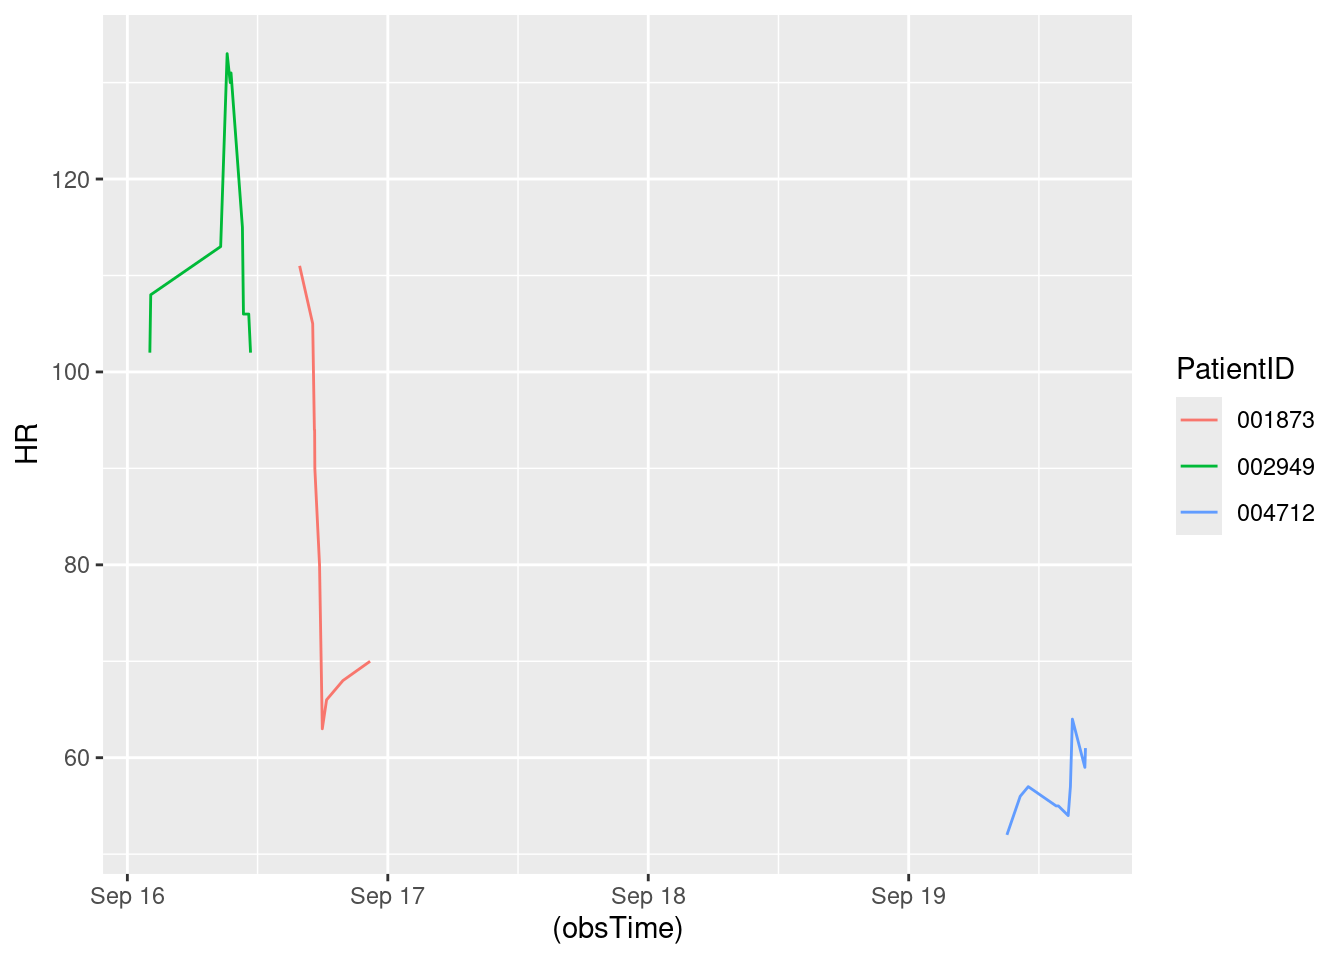 HR
120
100
80
60
Sep 16
Sep 17
Sep 18
Sep 19
(obsTime)
PatientID
001873
002949
004712